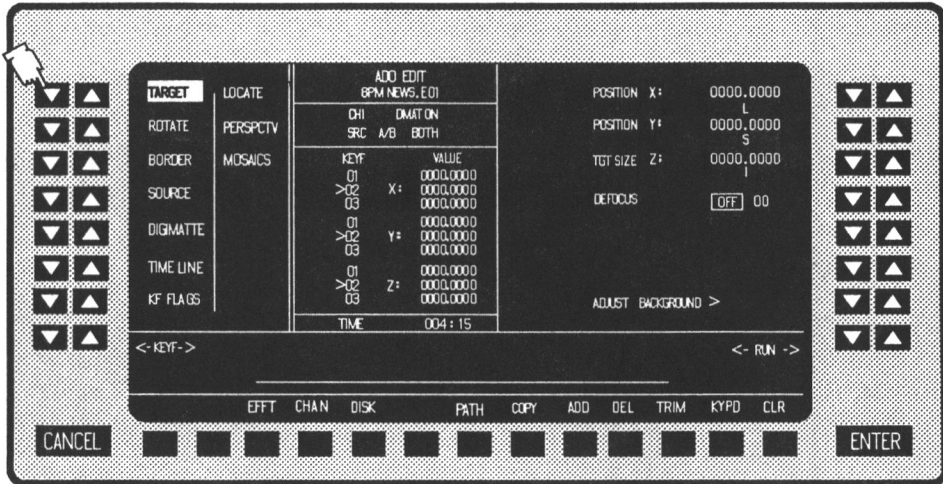 TARGET
LOCATE
ROTATE
PERSPCTV
BORDER
MOSAICS
SOURCE
DIGIMATTE
TIME LINE
KF FLAGS
ADO EDIT
6PM NEWS.E01
CH1 DMAT ON
SRC A/B BOTH
KEYF VALUE
01 0000.0000
>02 X: 0000.0000
03 0000.0000
01 0000.0000
>02 Y: 0000.0000
03 0000.0000
01 0000.0000
>02 Z: 0000.0000
03 0000.0000
TIME 004:15
POSITION X: 0000.0000
L
POSITION Y: 0000.0000
S
TGT SIZE Z: 0000.0000
I
DEFOCUS OFF 00
ADJUST BACKGROUND >
<-KEYF-> <- RUN ->
EFFT CHAN DISK PATH COPY ADD DEL TRIM KYPD CLR
CANCEL ENTER